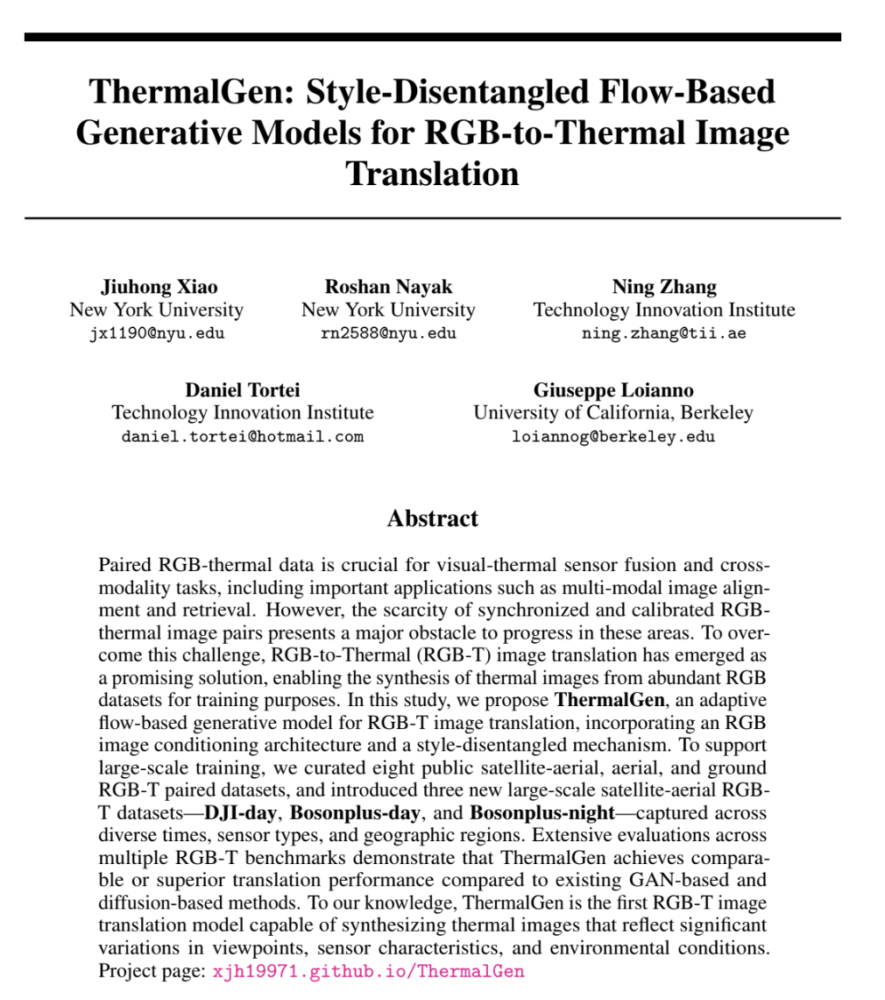 ThermalGen: Style-Disentangled Flow-Based
Generative Models for RGB-to-Thermal Image
Translation
Jiuhong Xiao
New York University
jx1190@nyu.edu
Roshan Nayak
New York University
rn2588@nyu.edu
Ning Zhang
Technology Innovation Institute
ning.zhang@tii.ae
Daniel Tortei
Technology Innovation Institute
daniel.tortei@hotmail.com
Giuseppe Loianno
University of California, Berkeley
loiannog@berkeley.edu
Abstract
Paired RGB-thermal data is crucial for visual-thermal sensor fusion and cross-
modality tasks, including important applications such as multi-modal image align-
ment and retrieval. However, the scarcity of synchronized and calibrated RGB-
thermal image pairs presents a major obstacle to progress in these areas. To over-
come this challenge, RGB-to-Thermal (RGB-T) image translation has emerged as
a promising solution, enabling the synthesis of thermal images from abundant RGB
datasets for training purposes. In this study, we propose ThermalGen, an adaptive
flow-based generative model for RGB-T image translation, incorporating an RGB
image conditioning architecture and a style-disentangled mechanism. To support
large-scale training, we curated eight public satellite-aerial, aerial, and ground
RGB-T paired datasets, and introduced three new large-scale satellite-aerial RGB-
T datasets—DJI-day, Bosonplus-day, and Bosonplus-night—captured across
diverse times, sensor types, and geographic regions. Extensive evaluations across
multiple RGB-T benchmarks demonstrate that ThermalGen achieves compara-
ble or superior translation performance compared to existing GAN-based and
diffusion-based methods. To our knowledge, ThermalGen is the first RGB-T image
translation model capable of synthesizing thermal images that reflect significant
variations in viewpoints, sensor characteristics, and environmental conditions.
Project page: xjh19971.github.io/ThermalGen